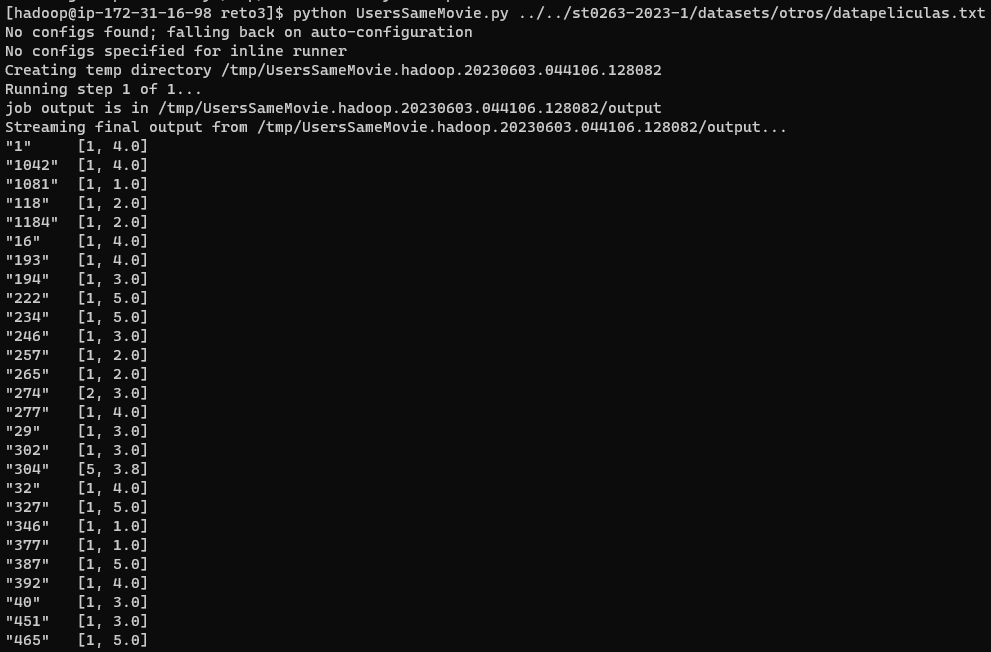 [hadoop@ip-172-31-16-98 reto3]$ python UsersSameMovie.py ../../st0263-2023-1/datasets/otros/datapeliculas.txt
No configs found; falling back on auto-configuration
No configs specified for inline runner
Creating temp directory /tmp/UsersSameMovie.hadoop.20230603.044106.128082
Running step 1 of 1...
job output is in /tmp/UsersSameMovie.hadoop.20230603.044106.128082/output
Streaming final output from /tmp/UsersSameMovie.hadoop.20230603.044106.128082/output...
"1"     [1, 4.0]
"1042"  [1, 4.0]
"1081"  [1, 1.0]
"118"   [1, 2.0]
"1184"  [1, 2.0]
"16"    [1, 4.0]
"193"   [1, 4.0]
"194"   [1, 3.0]
"222"   [1, 5.0]
"234"   [1, 5.0]
"246"   [1, 3.0]
"257"   [1, 2.0]
"265"   [1, 2.0]
"274"   [2, 3.0]
"277"   [1, 4.0]
"29"    [1, 3.0]
"302"   [1, 3.0]
"304"   [5, 3.8]
"32"    [1, 4.0]
"327"   [1, 5.0]
"346"   [1, 1.0]
"377"   [1, 1.0]
"387"   [1, 5.0]
"392"   [1, 4.0]
"40"    [1, 3.0]
"451"   [1, 3.0]
"465"   [1, 5.0]